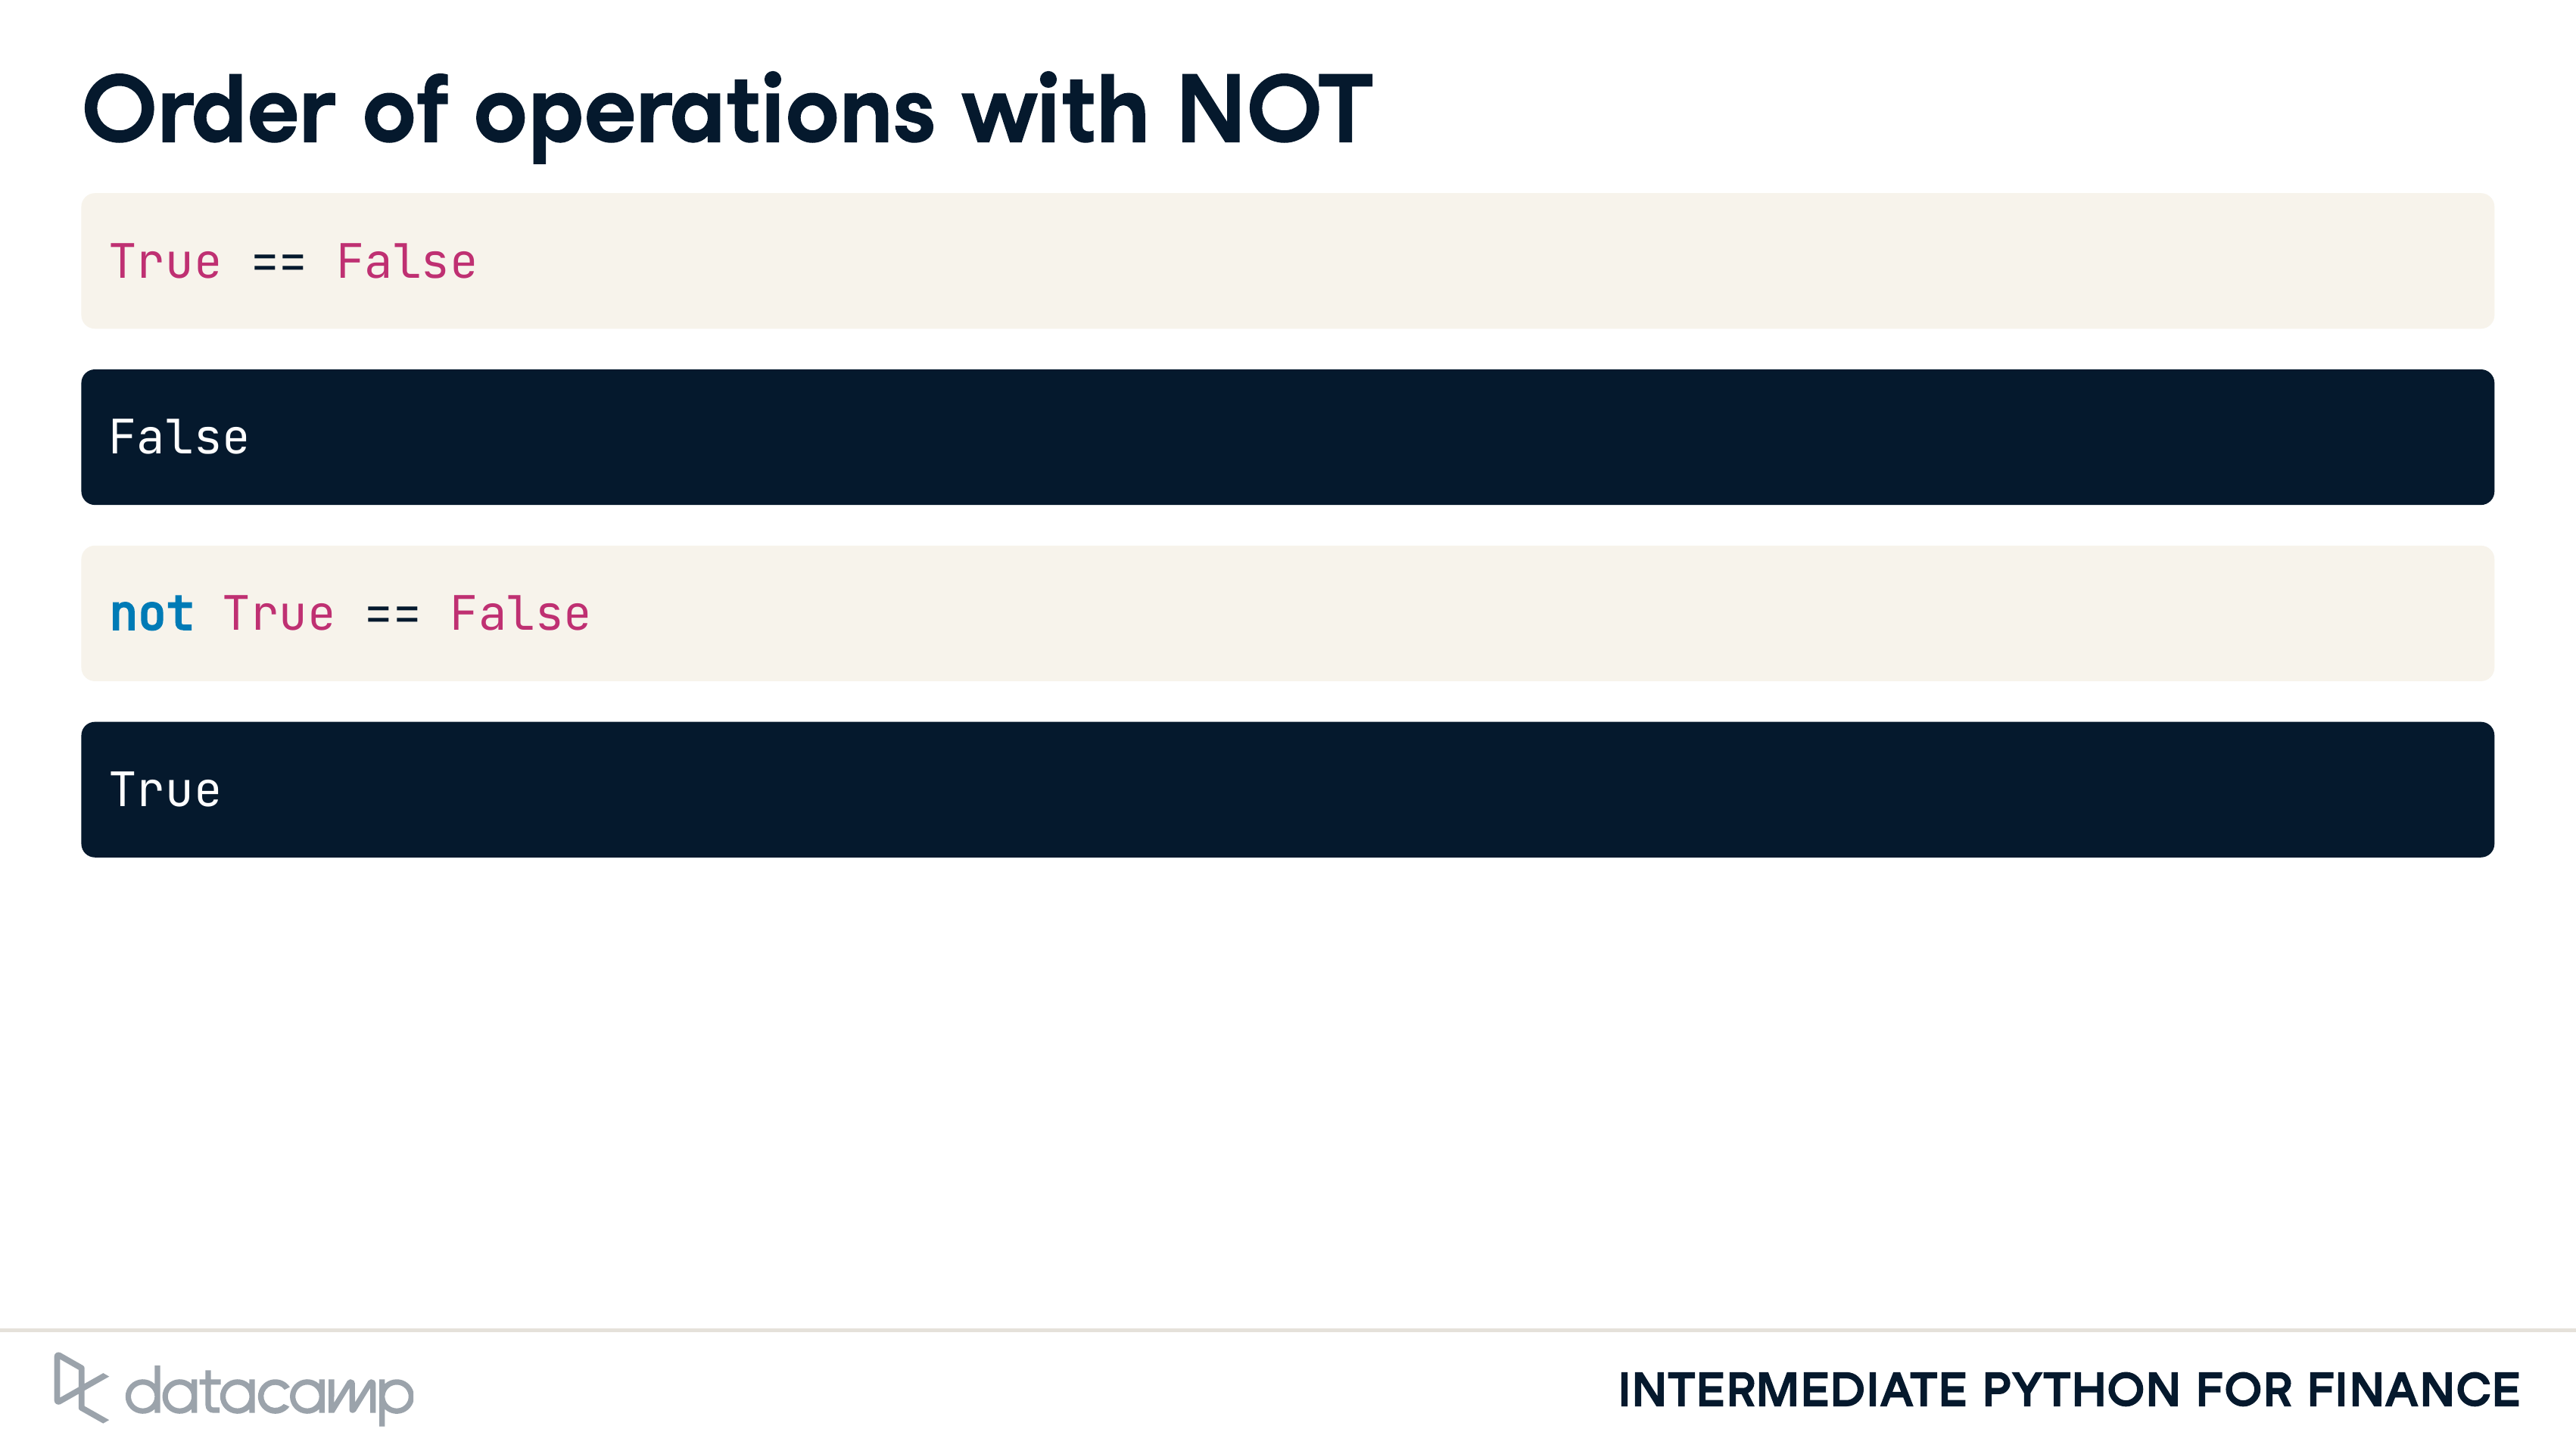 Order of operations with NOT
True == False
False
not True == False
True
datacamp
INTERMEDIATE PYTHON FOR FINANCE